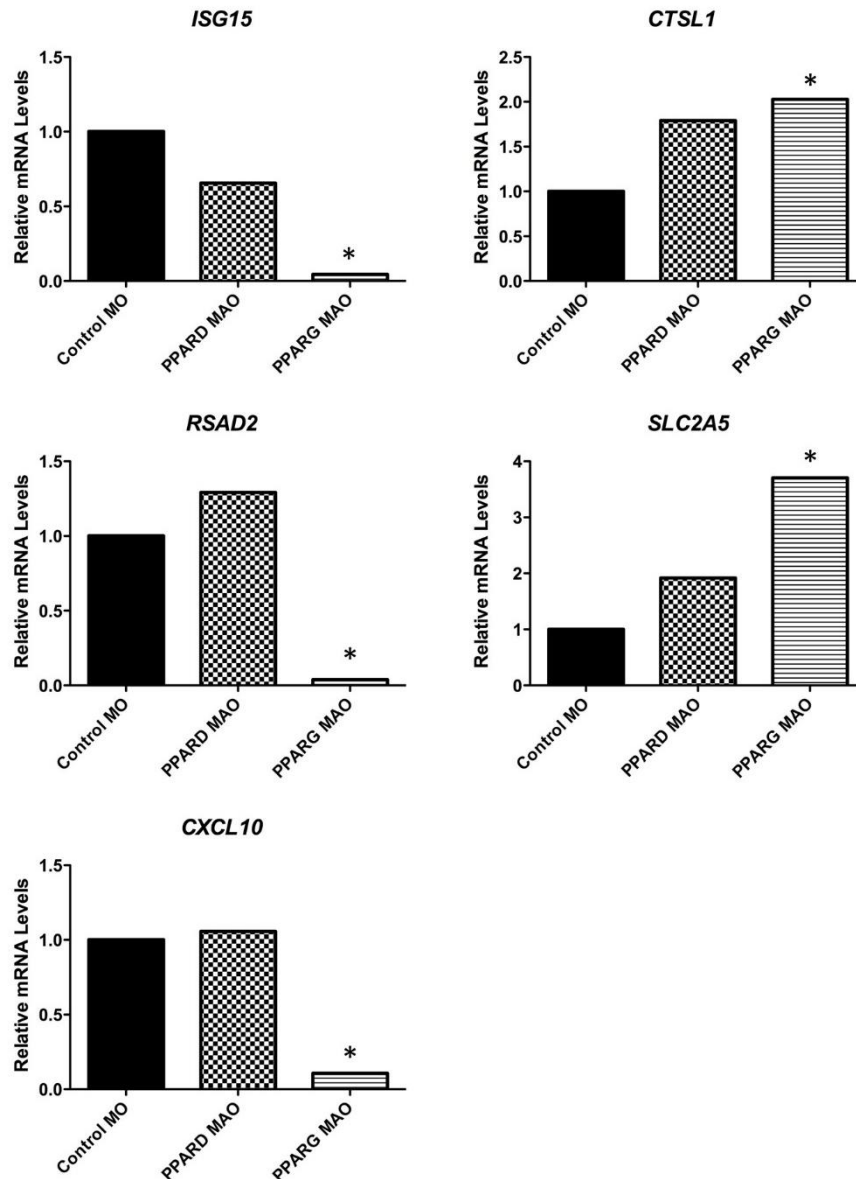 ISG15
Relative mRNA Levels
1.5
1.0
0.5
0.0
*
Control MO
PPARD MAO
PPARG MAO
CTSL1
Relative mRNA Levels
2.5
2.0
1.5
1.0
0.5
0.0
*
Control MO
PPARD MAO
PPARG MAO
RSAD2
Relative mRNA Levels
1.5
1.0
0.5
0.0
*
Control MO
PPARD MAO
PPARG MAO
SLC2A5
Relative mRNA Levels
4
3
2
1
0
*
Control MO
PPARD MAO
PPARG MAO
CXCL10
Relative mRNA Levels
1.5
1.0
0.5
0.0
*
Control MO
PPARD MAO
PPARG MAO